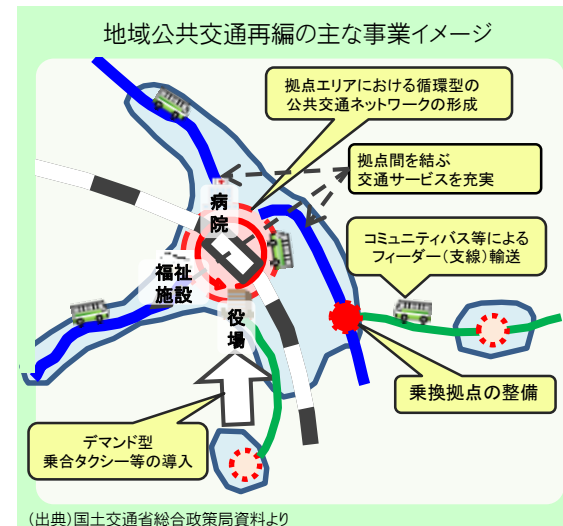 地域公共交通再編の主な事業イメージ
拠点エリアにおける循環型の
公共交通ネットワークの形成
拠点間を結ぶ
交通サービスを充実
病
院
コミュニティバス等による
フィーダー(支線)輸送
福祉
施設
役
場
乗換拠点の整備
デマンド型
乗合タクシー等の導入
(出典)国土交通省総合政策局資料より